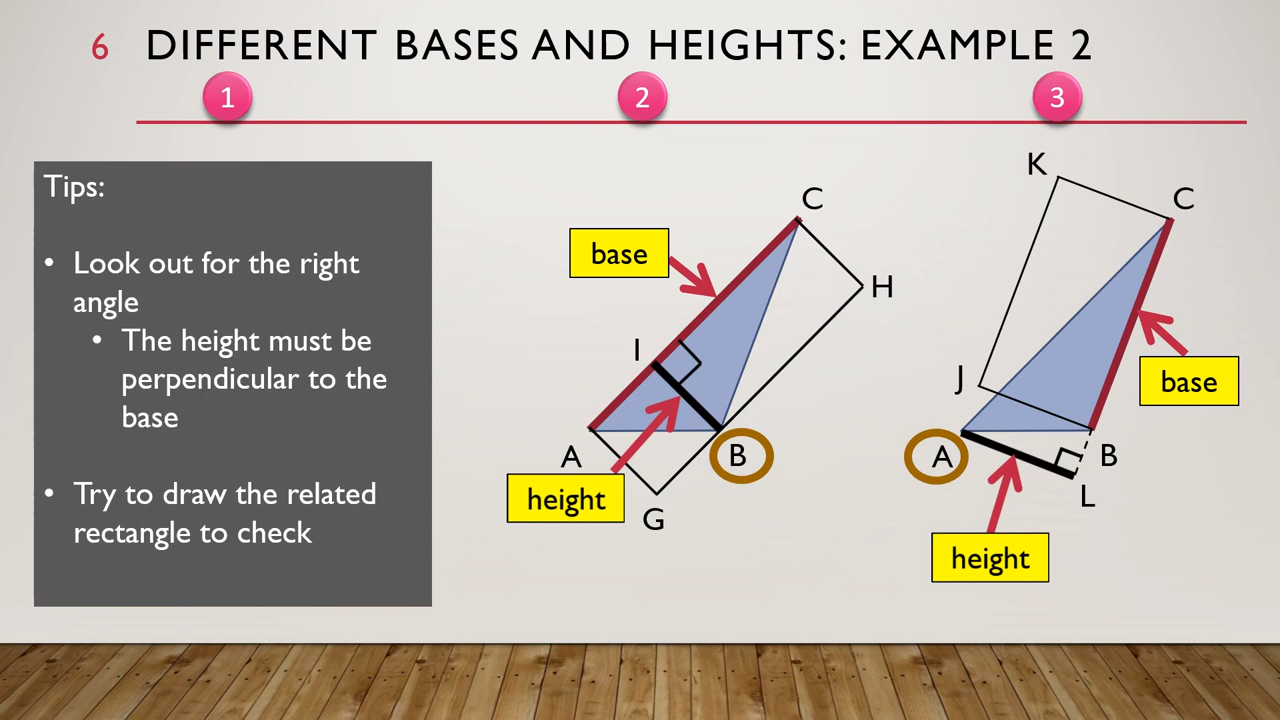 6 DIFFERENT BASES AND HEIGHTS: EXAMPLE 2
1
2
3
Tips:
• Look out for the right
angle
• The height must be
perpendicular to the
base
• Try to draw the related
rectangle to check
C
base
H
I
A
B
height
G
K
C
J
base
A
B
L
height